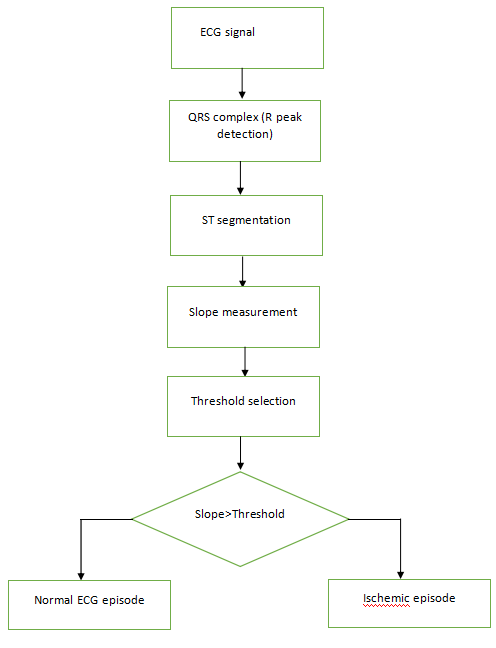 ECG signal
QRS complex (R peak
detection)
ST segmentation
Slope measurement
Threshold selection
Slope>Threshold
Normal ECG episode
Ischemic episode